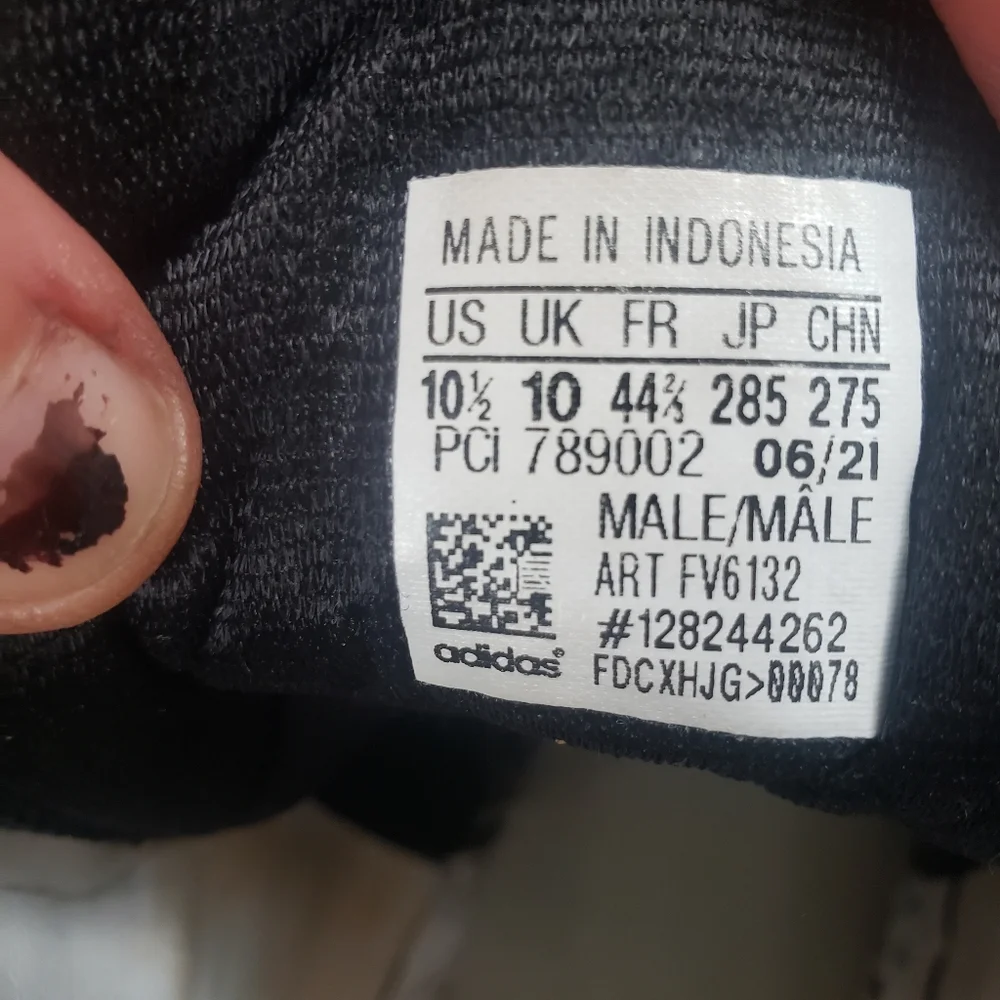 MADE IN INDONESIA
US UK FR JP CHN
10½ 10 44⅔ 285 275
PCI 789002 06/21
MALE/MÂLE
ART FV6132
#128244262
adidas® FDCXHJG>00078